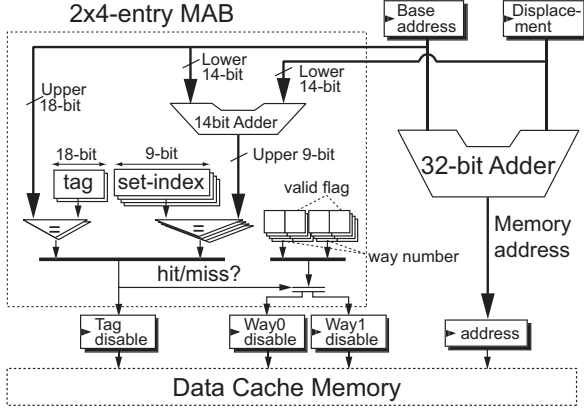 2x4-entry MAB
Base
address
Displace-
ment
Upper
18-bit
Lower
14-bit
Lower
14-bit
14bit Adder
32-bit Adder
18-bit
9-bit
Upper 9-bit
tag
set-index
valid flag
=
=
way number
Memory
address
hit/miss?
Tag
disable
Way0
disable
Way1
disable
address
Data Cache Memory